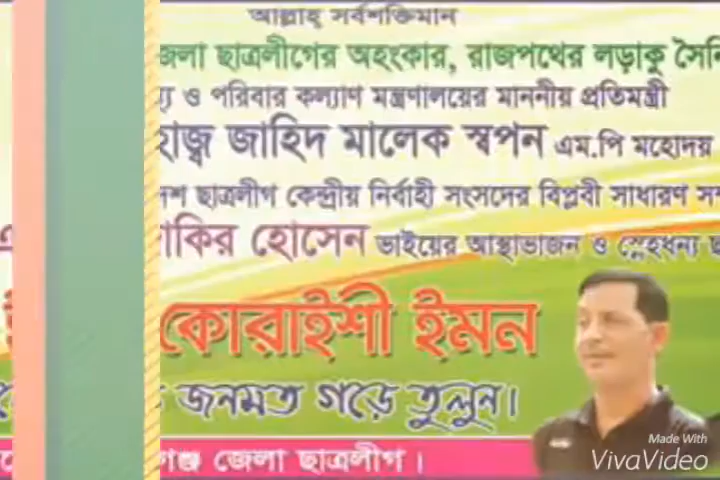 আল্লাহ্ সর্বশক্তিমান
জেলা ছাত্রলীগের অহংকার, রাজপথের লড়াকু সৈনি
ও পরিবার কল্যাণ মন্ত্রণালয়ের মাননীয় প্রতিমন্ত্রী
জাহিদ মালেক স্বপন এম.পি মহোদয়
ছাত্রলীগ কেন্দ্রীয় নির্বাহী সংসদের বিপ্লবী সাধারণ
হোসেন ভাইয়ের আস্থাভাজন ও স্নেহধন্য
কোরাইশী ইমন
জনমত গড়ে তুলুন।
জেলা ছাত্রলীগ।
Made With
VivaVideo